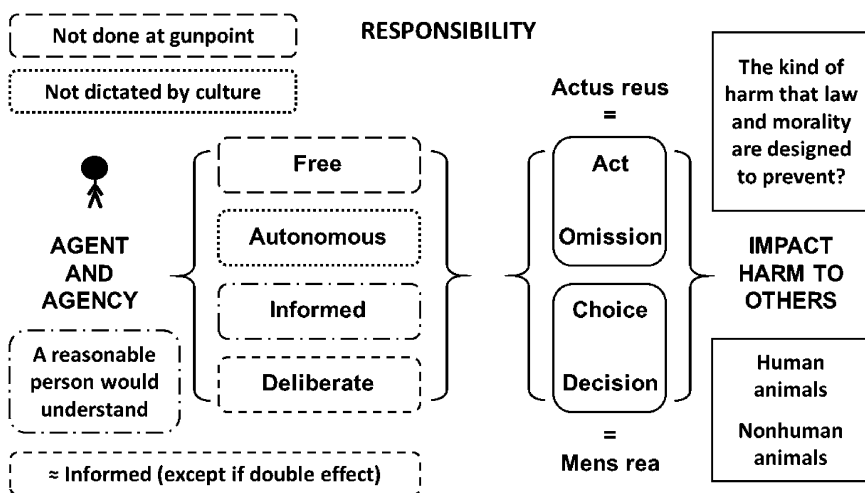 RESPONSIBILITY
Not done at gunpoint
Not dictated by culture
AGENT
AND
AGENCY
A reasonable
person would
understand
≈ Informed (except if double effect)
Free
Autonomous
Informed
Deliberate
Actus reus
=
Act
Omission
Choice
Decision
=
Mens rea
The kind of
harm that law
and morality
are designed
to prevent?
IMPACT
HARM TO
OTHERS
Human
animals
Nonhuman
animals